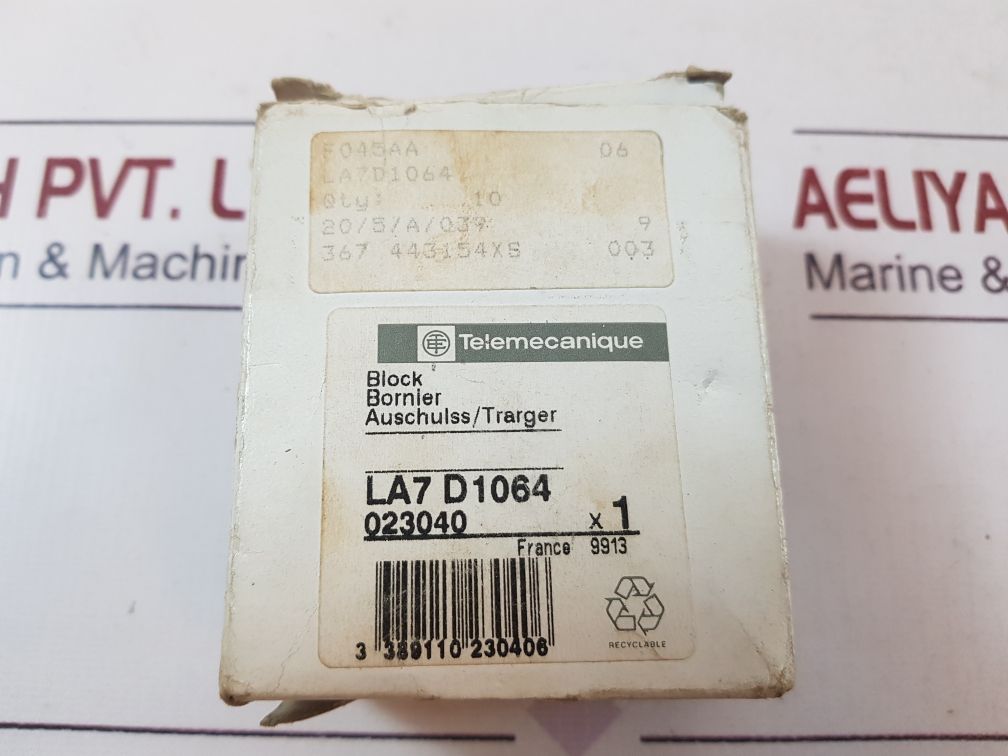 F045AA 06
LA7D1064
Qty: 10
20/5/A/039 9
367 443154XS 003
Telemecanique
Block
Bornier
Auschulss/Trarger
LA7 D1064
023040 x 1
France 9913
3 389110 230406
RECYCLABLE
H PVT. L
n & Machin
AELIYA
Marine &